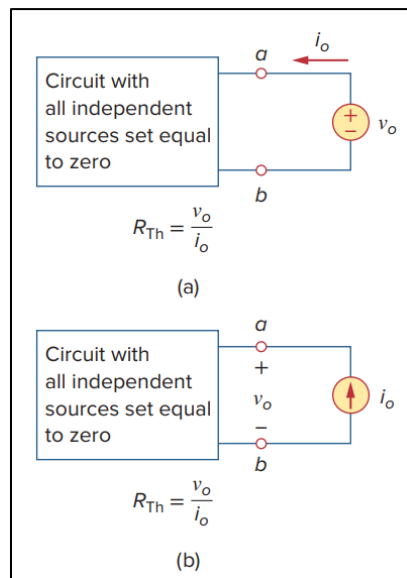 a
i_o
Circuit with
all independent
sources set equal
to zero
+
−
v_o
b
R_Th = v_o / i_o
(a)
a
Circuit with
all independent
sources set equal
to zero
+
v_o
−
i_o
b
R_Th = v_o / i_o
(b)